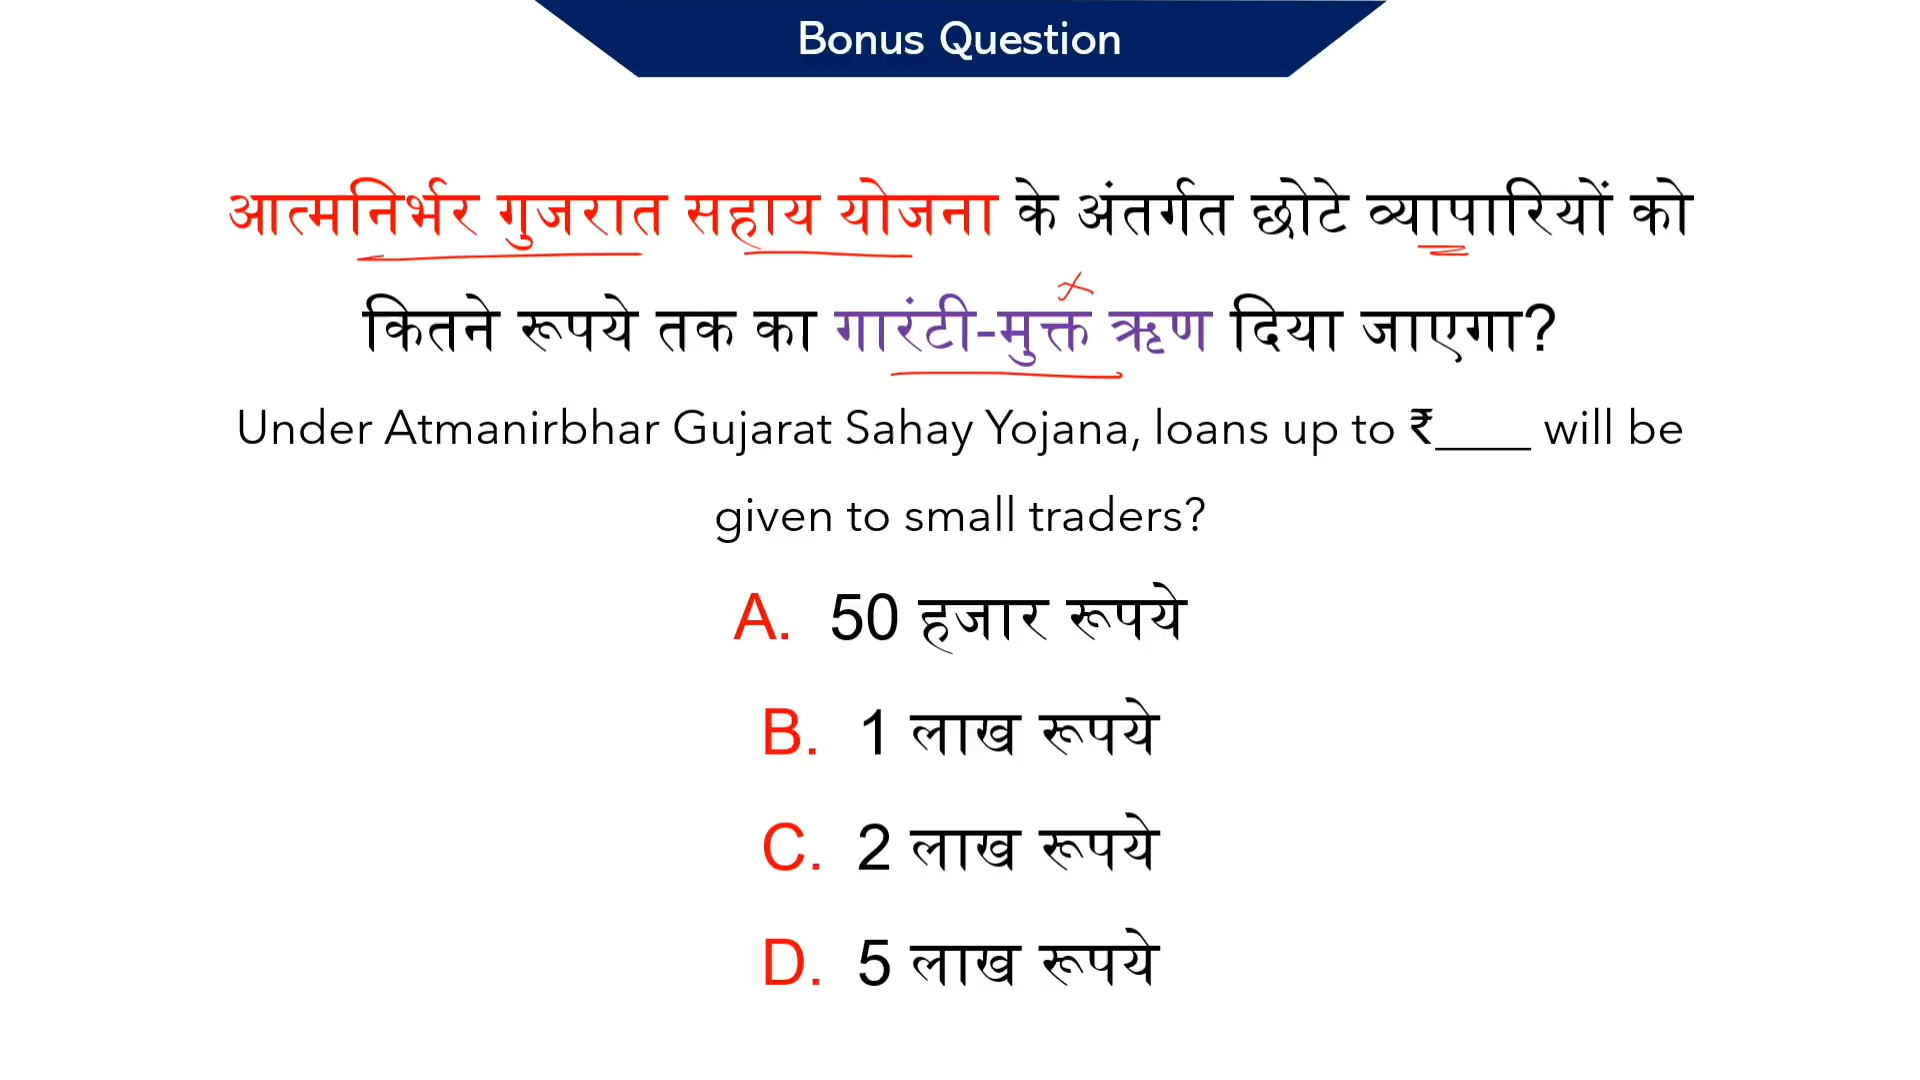 Bonus Question
आत्मनिर्भर गुजरात सहाय योजना के अंतर्गत छोटे व्यापारियों को
कितने रूपये तक का गारंटी-मुक्त ऋण दिया जाएगा?
Under Atmanirbhar Gujarat Sahay Yojana, loans up to ₹____ will be
given to small traders?
A. 50 हजार रूपये
B. 1 लाख रूपये
C. 2 लाख रूपये
D. 5 लाख रूपये